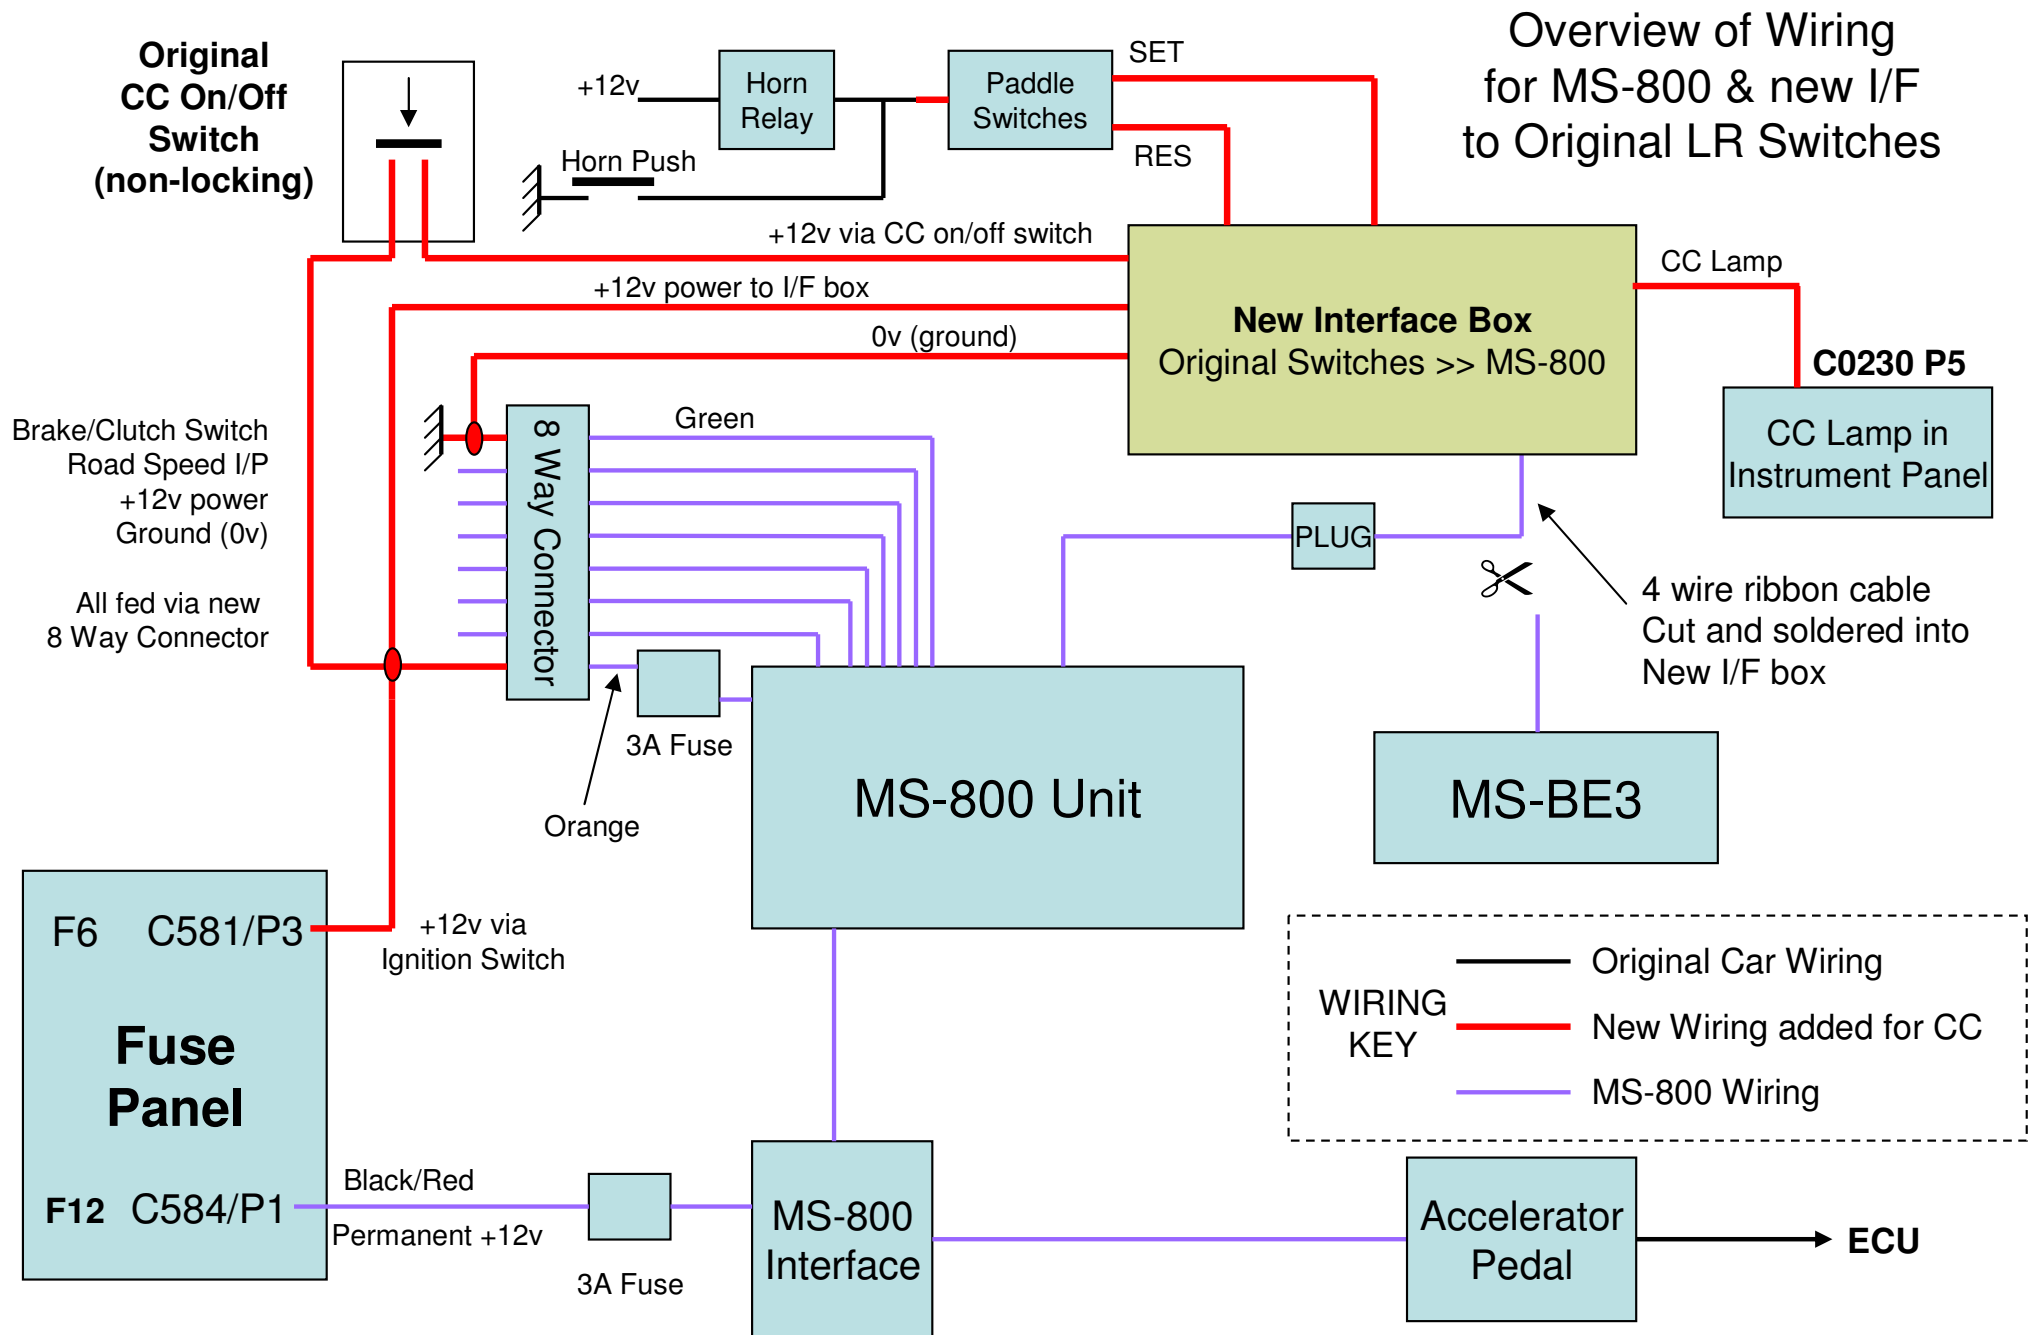 Overview of Wiring
for MS-800 & new I/F
to Original LR Switches
Original
CC On/Off
Switch
(non-locking)
+12v
Horn
Relay
Paddle
Switches
SET
RES
Horn Push
+12v via CC on/off switch
+12v power to I/F box
0v (ground)
New Interface Box
Original Switches >> MS-800
CC Lamp
C0230 P5
CC Lamp in
Instrument Panel
Brake/Clutch Switch
Road Speed I/P
+12v power
Ground (0v)
All fed via new
8 Way Connector
8 Way Connector
Green
PLUG
4 wire ribbon cable
Cut and soldered into
New I/F box
3A Fuse
Orange
MS-800 Unit
MS-BE3
F6 C581/P3
+12v via
Ignition Switch
Fuse
Panel
F12 C584/P1
Black/Red
Permanent +12v
3A Fuse
MS-800
Interface
WIRING
KEY
Original Car Wiring
New Wiring added for CC
MS-800 Wiring
Accelerator
Pedal
ECU